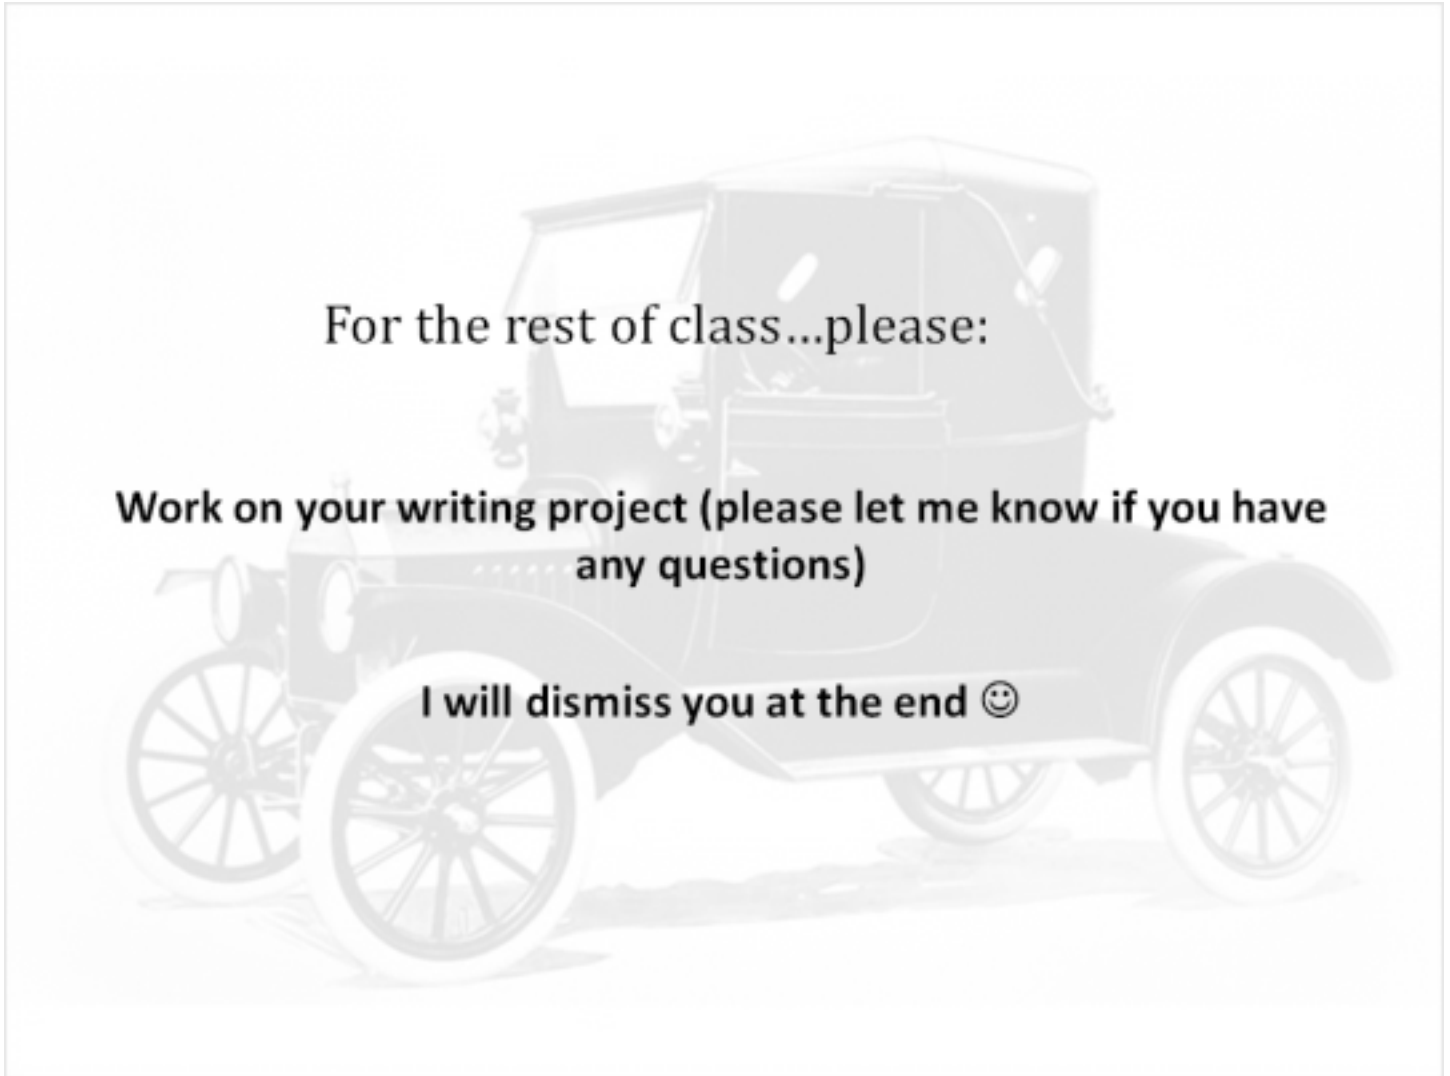 For the rest of class...please:
Work on your writing project (please let me know if you have
any questions)
I will dismiss you at the end ☺